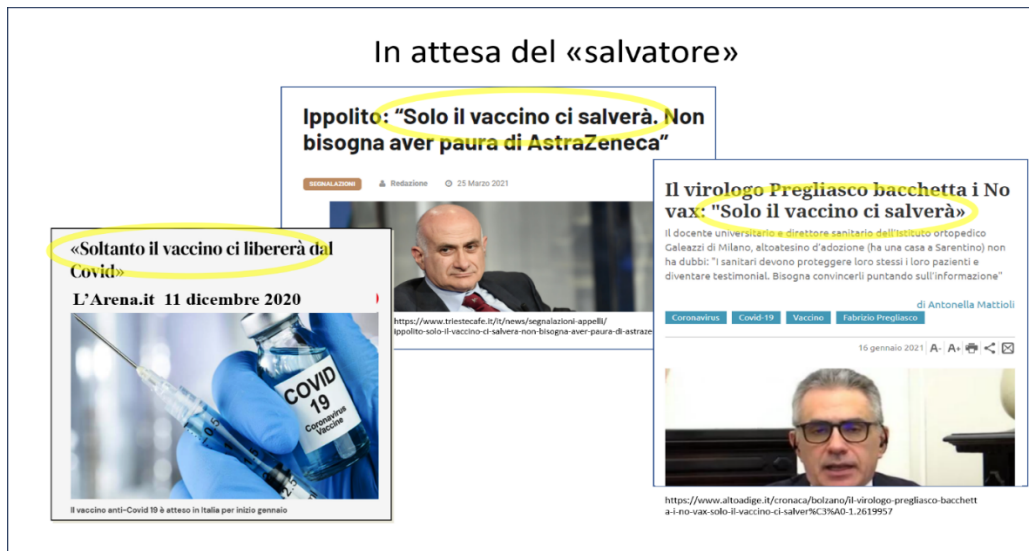 In attesa del «salvatore»
Ippolito: “Solo il vaccino ci salverà. Non
bisogna aver paura di AstraZeneca”
SEGNALAZIONI Redazione 25 Marzo 2021
https://www.triestecafe.it/it/news/segnalazioni-appelli/
ippolito-solo-il-vaccino-ci-salvera-non-bisogna-aver-paura-di-astraze
«Soltanto il vaccino ci libererà dal
Covid»
L’Arena.it 11 dicembre 2020
COVID
19
Coronavirus
Vaccine
Il vaccino anti-Covid 19 è atteso in Italia per inizio gennaio
Il virologo Pregliasco bacchetta i No
vax: "Solo il vaccino ci salverà»
Il docente universitario e direttore sanitario dell'Istituto ortopedico
Galeazzi di Milano, altoatesino d'adozione (ha una casa a Sarentino) non
ha dubbi: "I sanitari devono proteggere loro stessi i loro pazienti e
diventare testimonial. Bisogna convincerli puntando sull'informazione"
di Antonella Mattioli
Coronavirus Covid-19 Vaccino Fabrizio Pregliasco
16 gennaio 2021 A- A+
https://www.altoadige.it/cronaca/bolzano/il-virologo-pregliasco-bacchett
a-i-no-vax-solo-il-vaccino-ci-salver%C3%A0-1.2619957